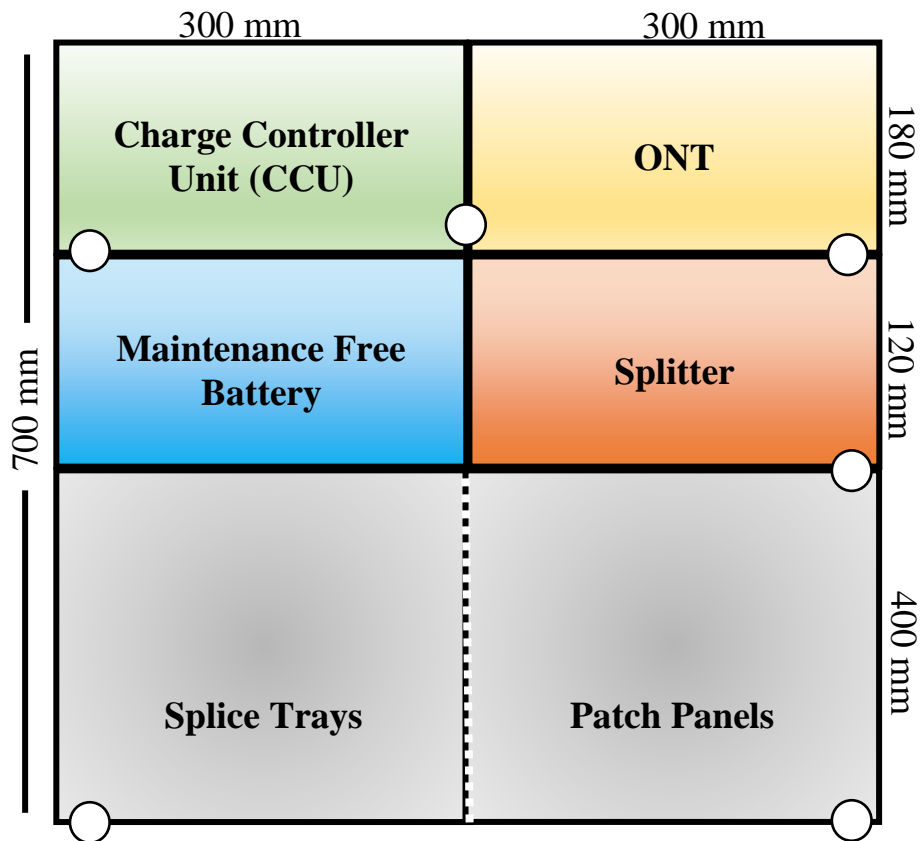 300 mm
300 mm
Charge Controller
Unit (CCU)
ONT
180 mm
Maintenance Free
Battery
Splitter
120 mm
700 mm
Splice Trays
Patch Panels
400 mm